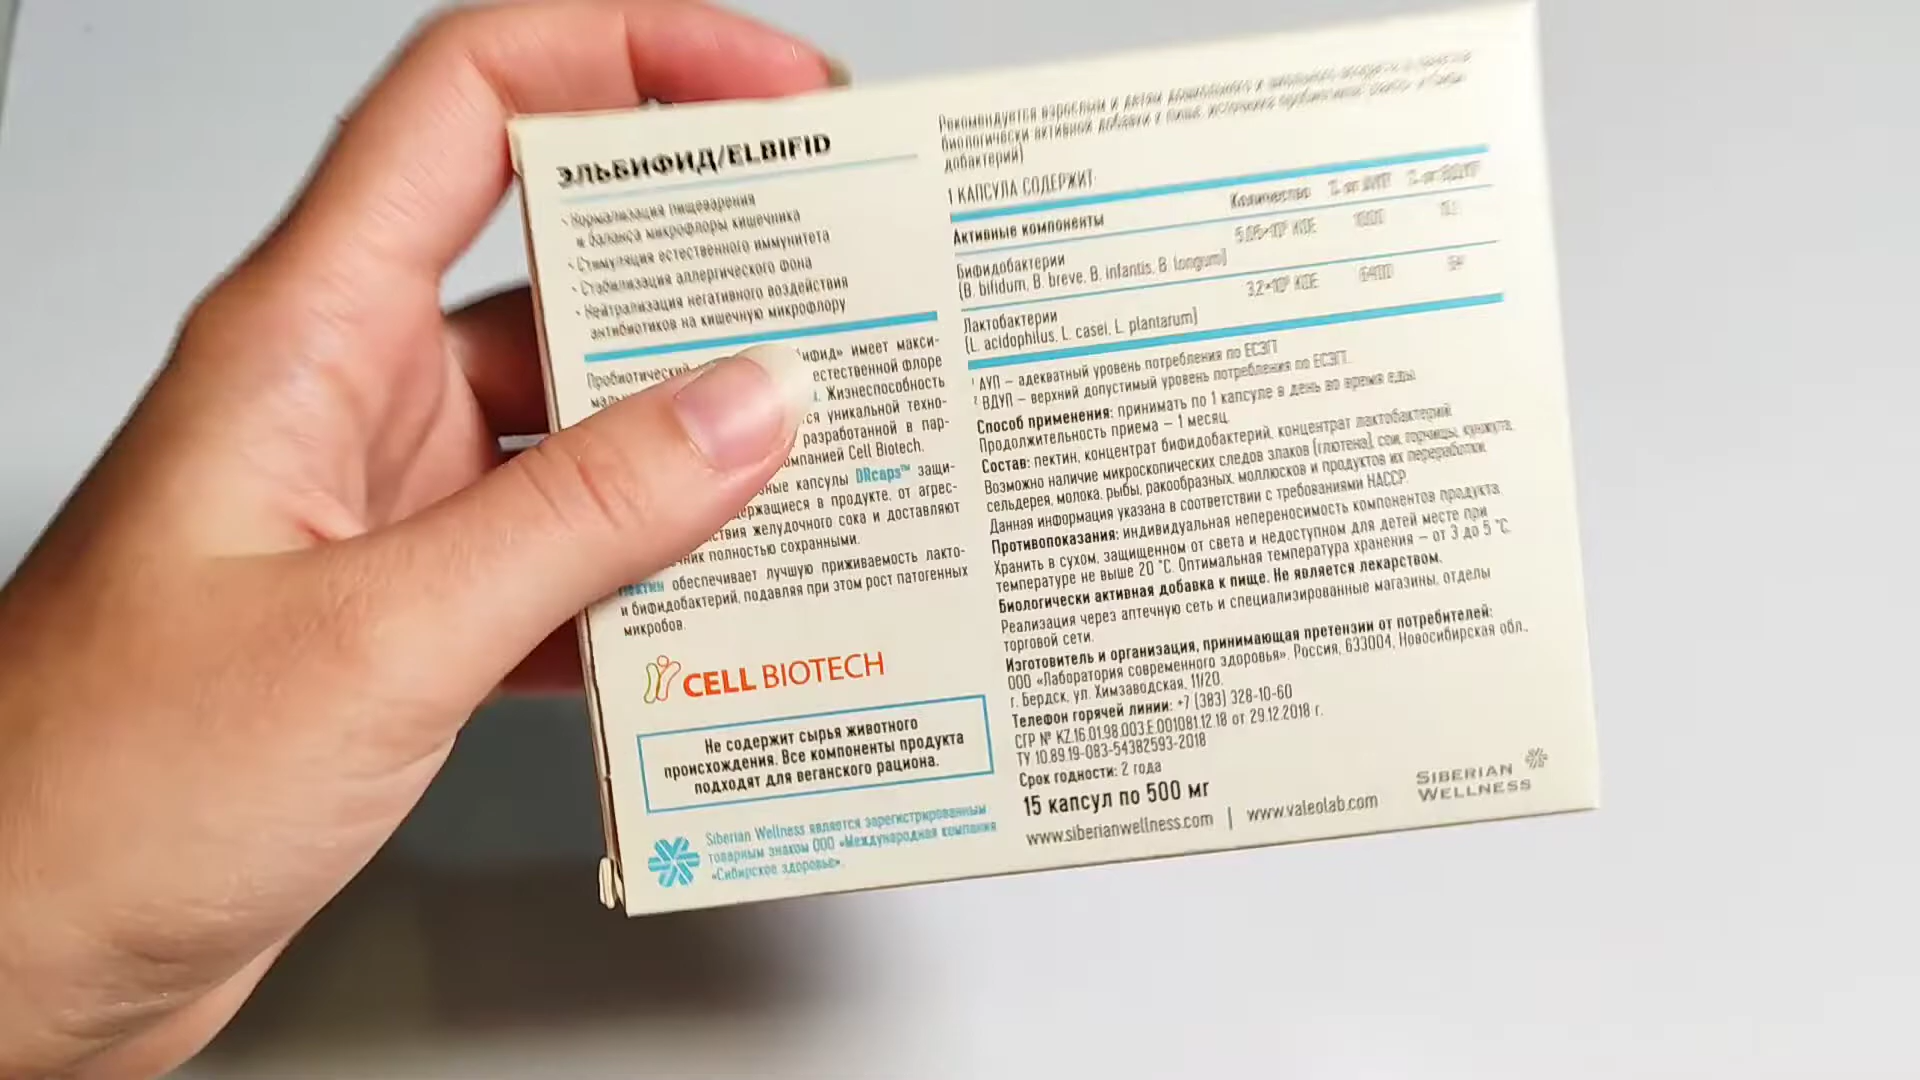 ЭЛЬБИФИД/ELBIFID
• Нормализация пищеварения
и баланса микрофлоры кишечника
• Стимуляция естественного иммунитета
• Стабилизация аллергического фона
• Нейтрализация негативного воздействия
антибиотиков на кишечную микрофлору
Пробиотический имеет макси-
естественной флоре
Жизнеспособность
уникальной техно-
разработанной в пар-
Cell Biotech.
капсулы DRcaps™ защи-
в продукте, от агрес-
желудочного сока и доставляют
полностью сохранными.
Пектин обеспечивает лучшую приживаемость лакто-
и бифидобактерий, подавляя при этом рост патогенных
микробов.
CELL BIOTECH
Не содержит сырья животного
происхождения. Все компоненты продукта
подходят для веганского рациона.
Siberian Wellness является зарегистрированным
товарным знаком ООО «Международная компания
«Сибирское здоровье».
Рекомендуется взрослым и детям дошкольного и школьного возраста в качестве
биологически активной добавки к пище,
добактерий)
1 КАПСУЛА СОДЕРЖИТ:
Активные компоненты Количество
Бифидобактерии
(B. bifidum, B. breve, B. infantis, B. longum)
Лактобактерии
(L. acidophilus, L. casei, L. plantarum)
¹ АУП – адекватный уровень потребления по ЕСЭГТ
² ВДУП – верхний допустимый уровень потребления по ЕСЭГТ.
Способ применения: принимать по 1 капсуле в день во время еды.
Продолжительность приема – 1 месяц.
Состав: пектин, концентрат бифидобактерий, концентрат лактобактерий.
Возможно наличие микроскопических следов злаков (глютена), сои, горчицы, кунжута,
сельдерея, молока, рыбы, ракообразных, моллюсков и продуктов их переработки.
Данная информация указана в соответствии с требованиями HACCP.
Противопоказания: индивидуальная непереносимость компонентов продукта.
Хранить в сухом, защищенном от света и недоступном для детей месте при
температуре не выше 20 °С. Оптимальная температура хранения – от 3 до 5 °С.
Биологически активная добавка к пище. Не является лекарством.
Реализация через аптечную сеть и специализированные магазины, отделы
торговой сети.
Изготовитель и организация, принимающая претензии от потребителей:
ООО «Лаборатория современного здоровья». Россия, 633004, Новосибирская обл.,
г. Бердск, ул. Химзаводская, 11/20.
Телефон горячей линии: +7 (383) 328-10-60
СГР № KZ.16.01.98.003.Е.001081.12.18 от 29.12.2018 г.
ТУ 10.89.19-083-54382593-2018
Срок годности: 2 года
15 капсул по 500 мг
www.siberianwellness.com | www.valeolab.com
SIBERIAN
WELLNESS